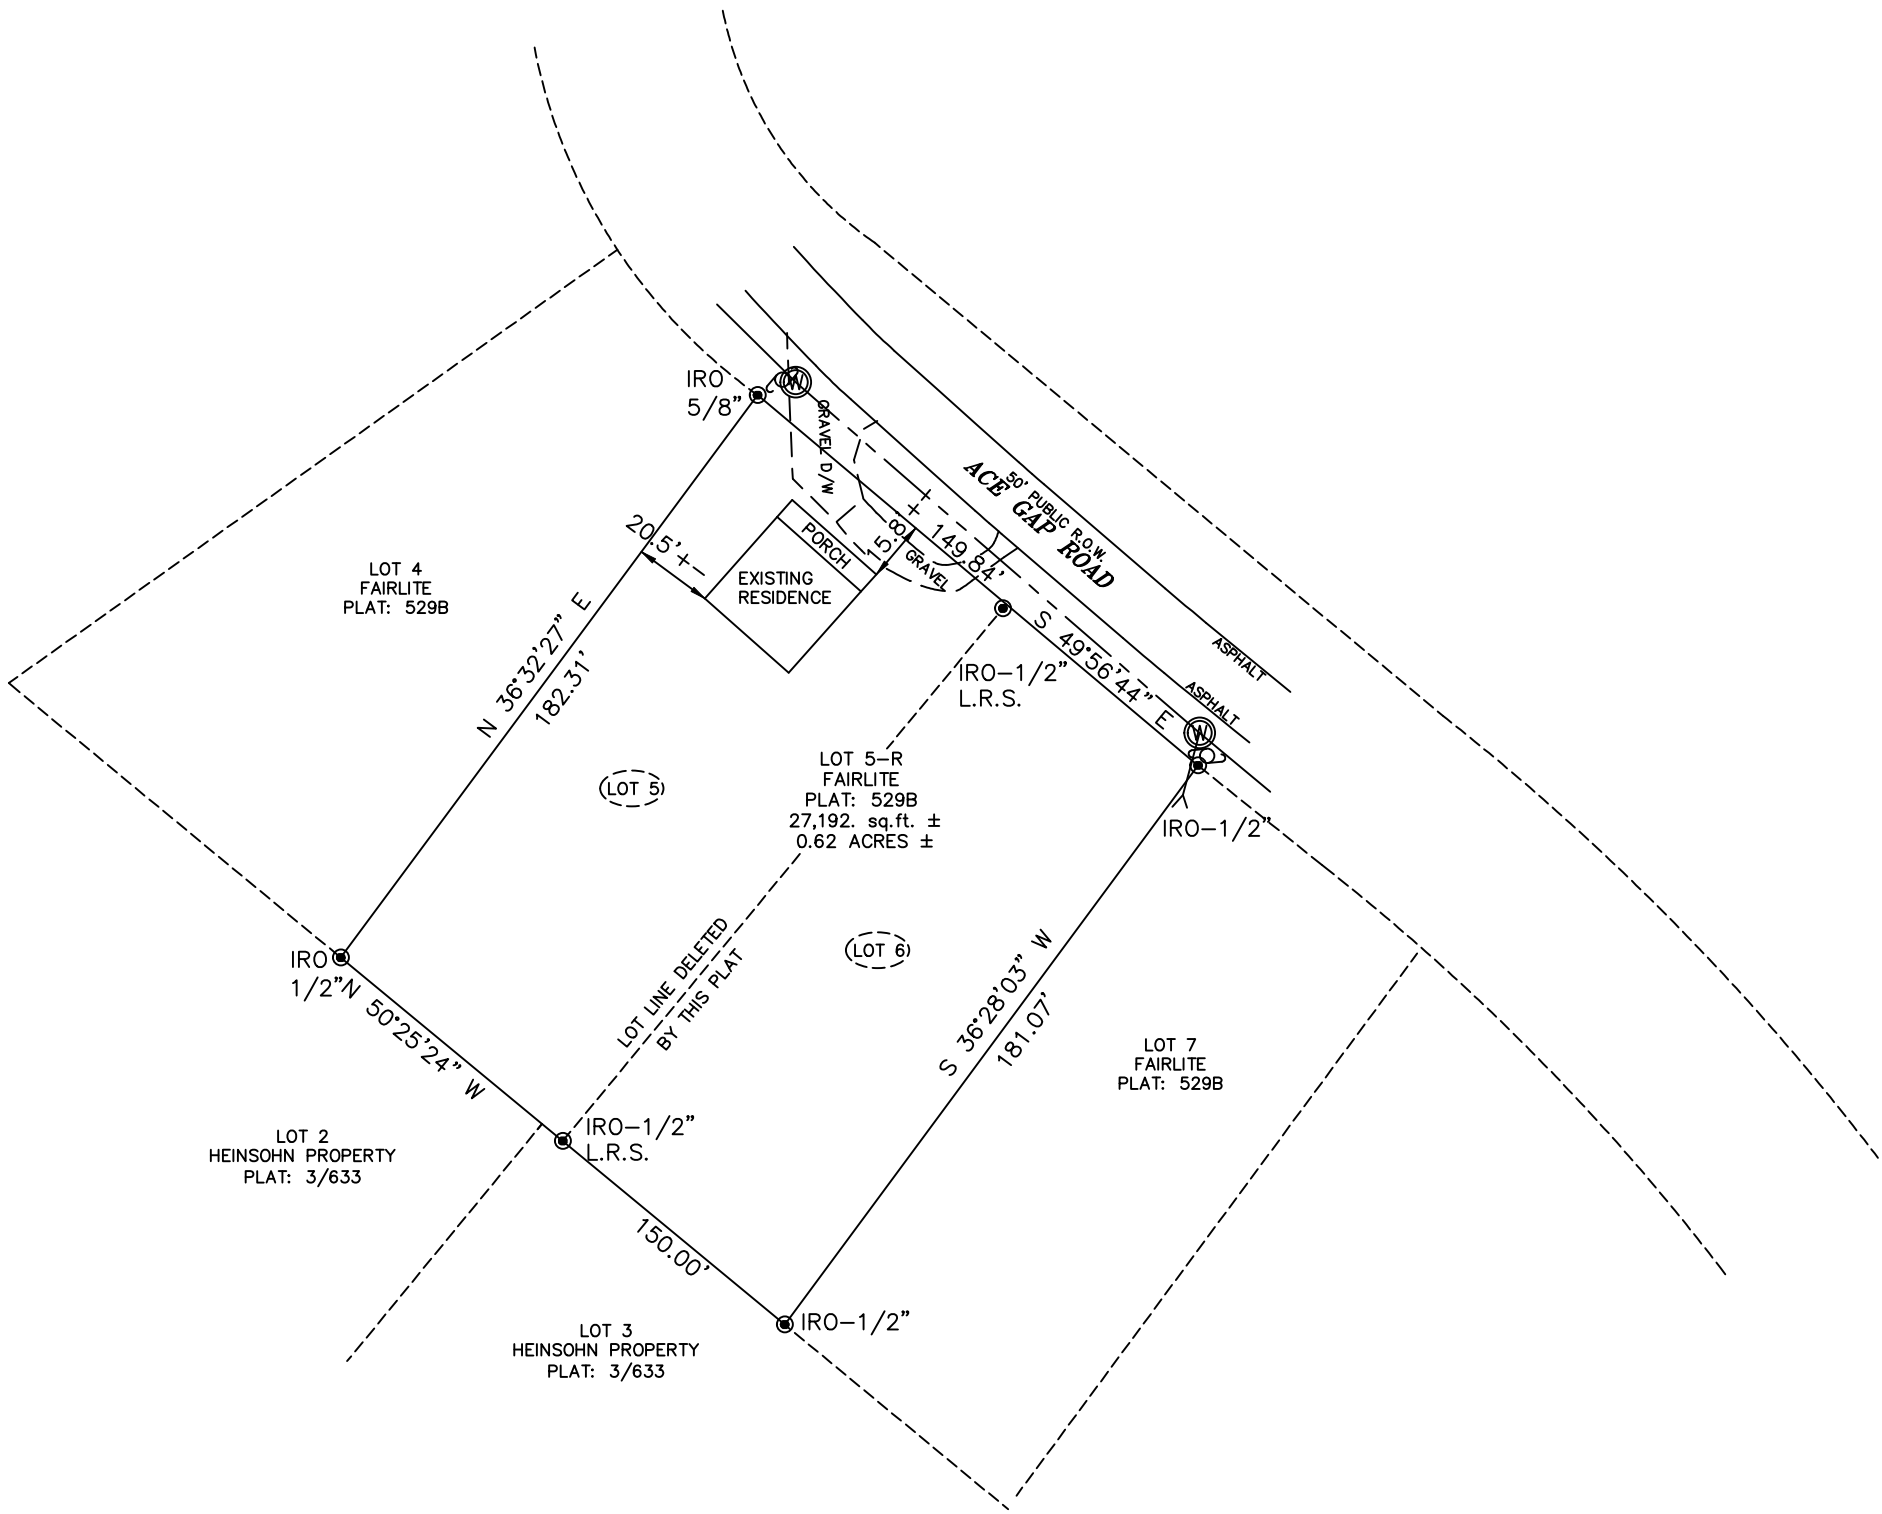 IRO
5/8"
W
GRAVEL D/W
50' PUBLIC R.O.W.
ACE GAP ROAD
20.5'+-
PORCH
15.8'+-
GRAVEL
149.84'
LOT 4
FAIRLITE
PLAT: 529B
EXISTING
RESIDENCE
N 36°32'27" E
182.31'
S 49°56'44" E
ASPHALT
ASPHALT
IRO-1/2"
L.R.S.
W
LOT 5
LOT 5-R
FAIRLITE
PLAT: 529B
27,192. sq.ft. ±
0.62 ACRES ±
IRO-1/2"
LOT LINE DELETED
BY THIS PLAT
LOT 6
IRO
1/2"
N 50°25'24" W
S 36°28'03" W
181.07'
LOT 7
FAIRLITE
PLAT: 529B
IRO-1/2"
L.R.S.
LOT 2
HEINSOHN PROPERTY
PLAT: 3/633
150.00'
IRO-1/2"
LOT 3
HEINSOHN PROPERTY
PLAT: 3/633